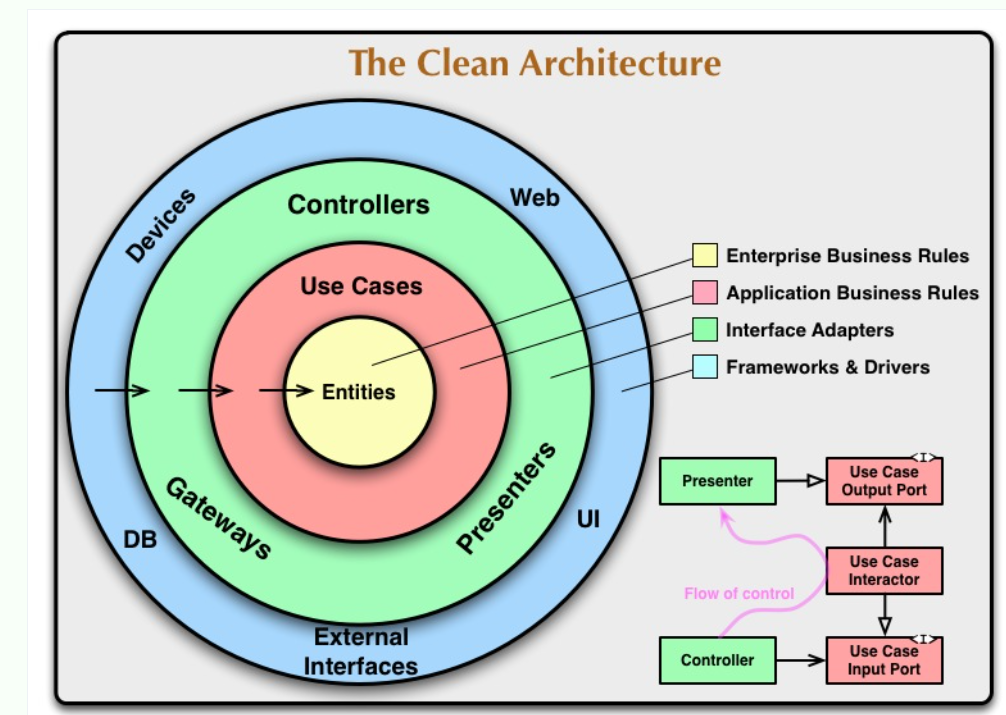 The Clean Architecture
Devices
Controllers
Web
Use Cases
Entities
Gateways
Presenters
DB
UI
External
Interfaces
Enterprise Business Rules
Application Business Rules
Interface Adapters
Frameworks & Drivers
Presenter
<I>
Use Case
Output Port
Use Case
Interactor
Flow of control
Controller
<I>
Use Case
Input Port